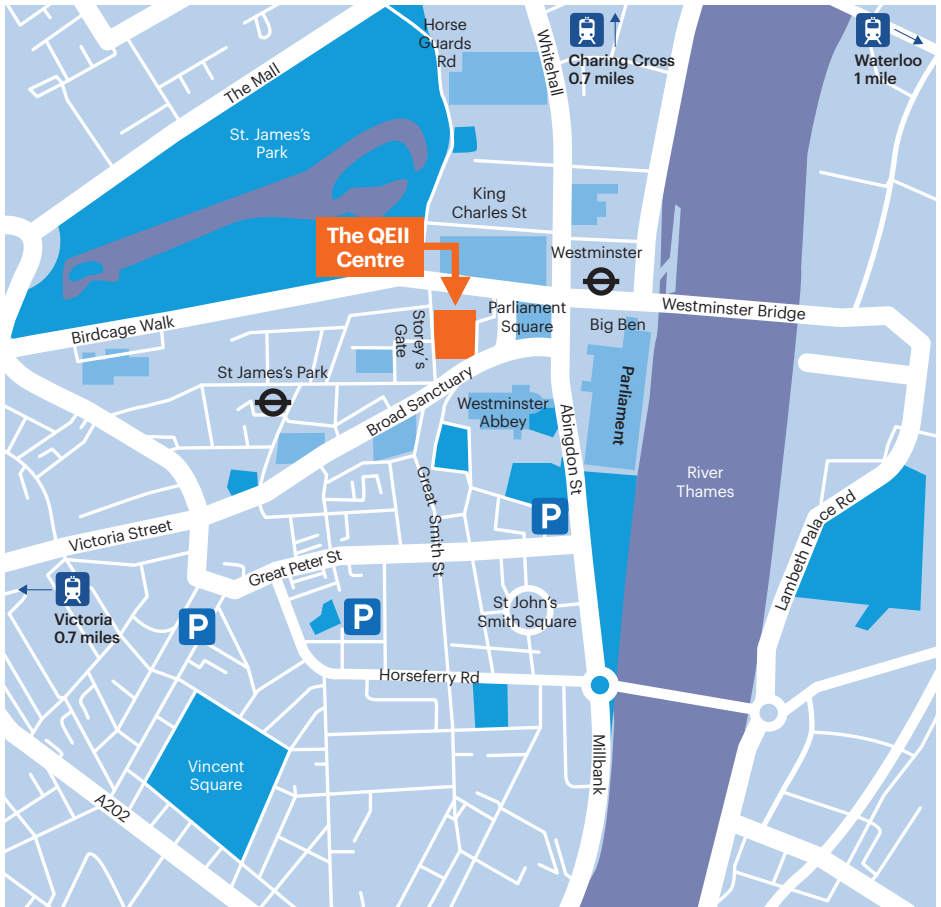 Horse
Guards
Rd
Whitehall
Charing Cross
0.7 miles
Waterloo
1 mile
The Mall
St. James's
Park
King
Charles St
The QEII
Centre
Westminster
Westminster Bridge
Birdcage Walk
Storey's
Gate
Parliament
Square
Big Ben
St James's Park
Broad Sanctuary
Westminster
Abbey
Abingdon St
Parliament
River
Thames
Great Smith St
P
Lambeth Palace Rd
Victoria Street
Great Peter St
Victoria
0.7 miles
P
P
St John's
Smith Square
Horseferry Rd
Millbank
Vincent
Square
A202